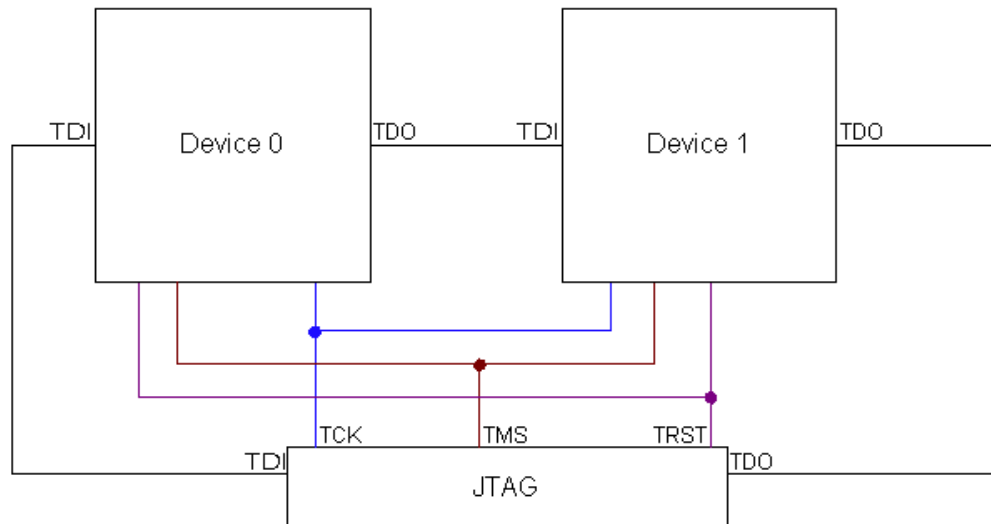 TDI
Device 0
TDO
TDI
Device 1
TDO
TCK
TMS
TRST
TDI
JTAG
TDO